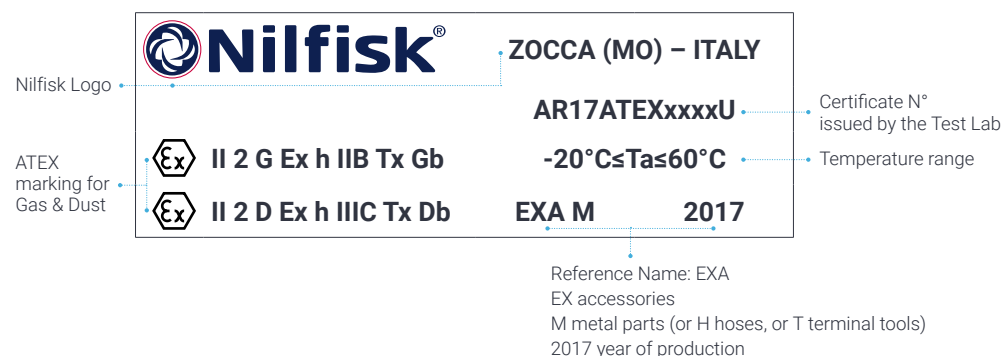 Nilfisk®
ZOCCA (MO) – ITALY
Nilfisk Logo
AR17ATEXxxxxU
Certificate N°
issued by the Test Lab
ATEX
marking for
Gas & Dust
Ex II 2 G Ex h IIB Tx Gb
-20°C≤Ta≤60°C
Temperature range
Ex II 2 D Ex h IIIC Tx Db
EXA M 2017
Reference Name: EXA
EX accessories
M metal parts (or H hoses, or T terminal tools)
2017 year of production